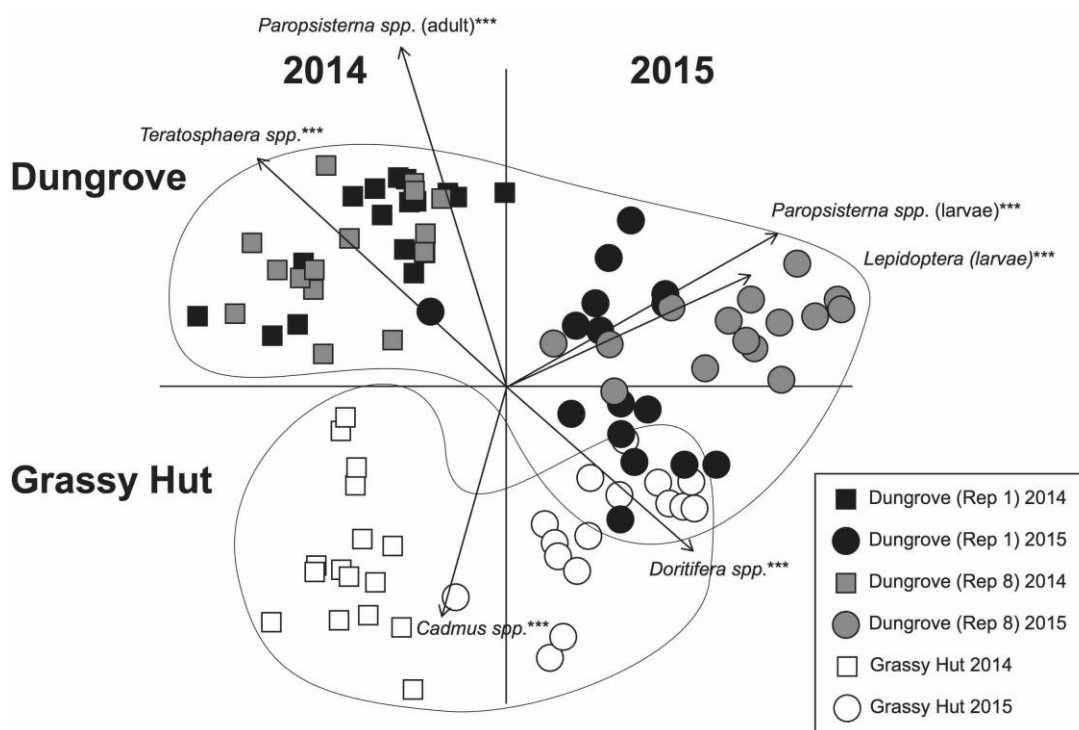 Paropsisterna spp. (adult)***
2014
2015
Teratosphaera spp.***
Dungrove
Paropsisterna spp. (larvae)***
Lepidoptera (larvae)***
Grassy Hut
Doritifera spp.***
Cadmus spp.***
Dungrove (Rep 1) 2014
Dungrove (Rep 1) 2015
Dungrove (Rep 8) 2014
Dungrove (Rep 8) 2015
Grassy Hut 2014
Grassy Hut 2015